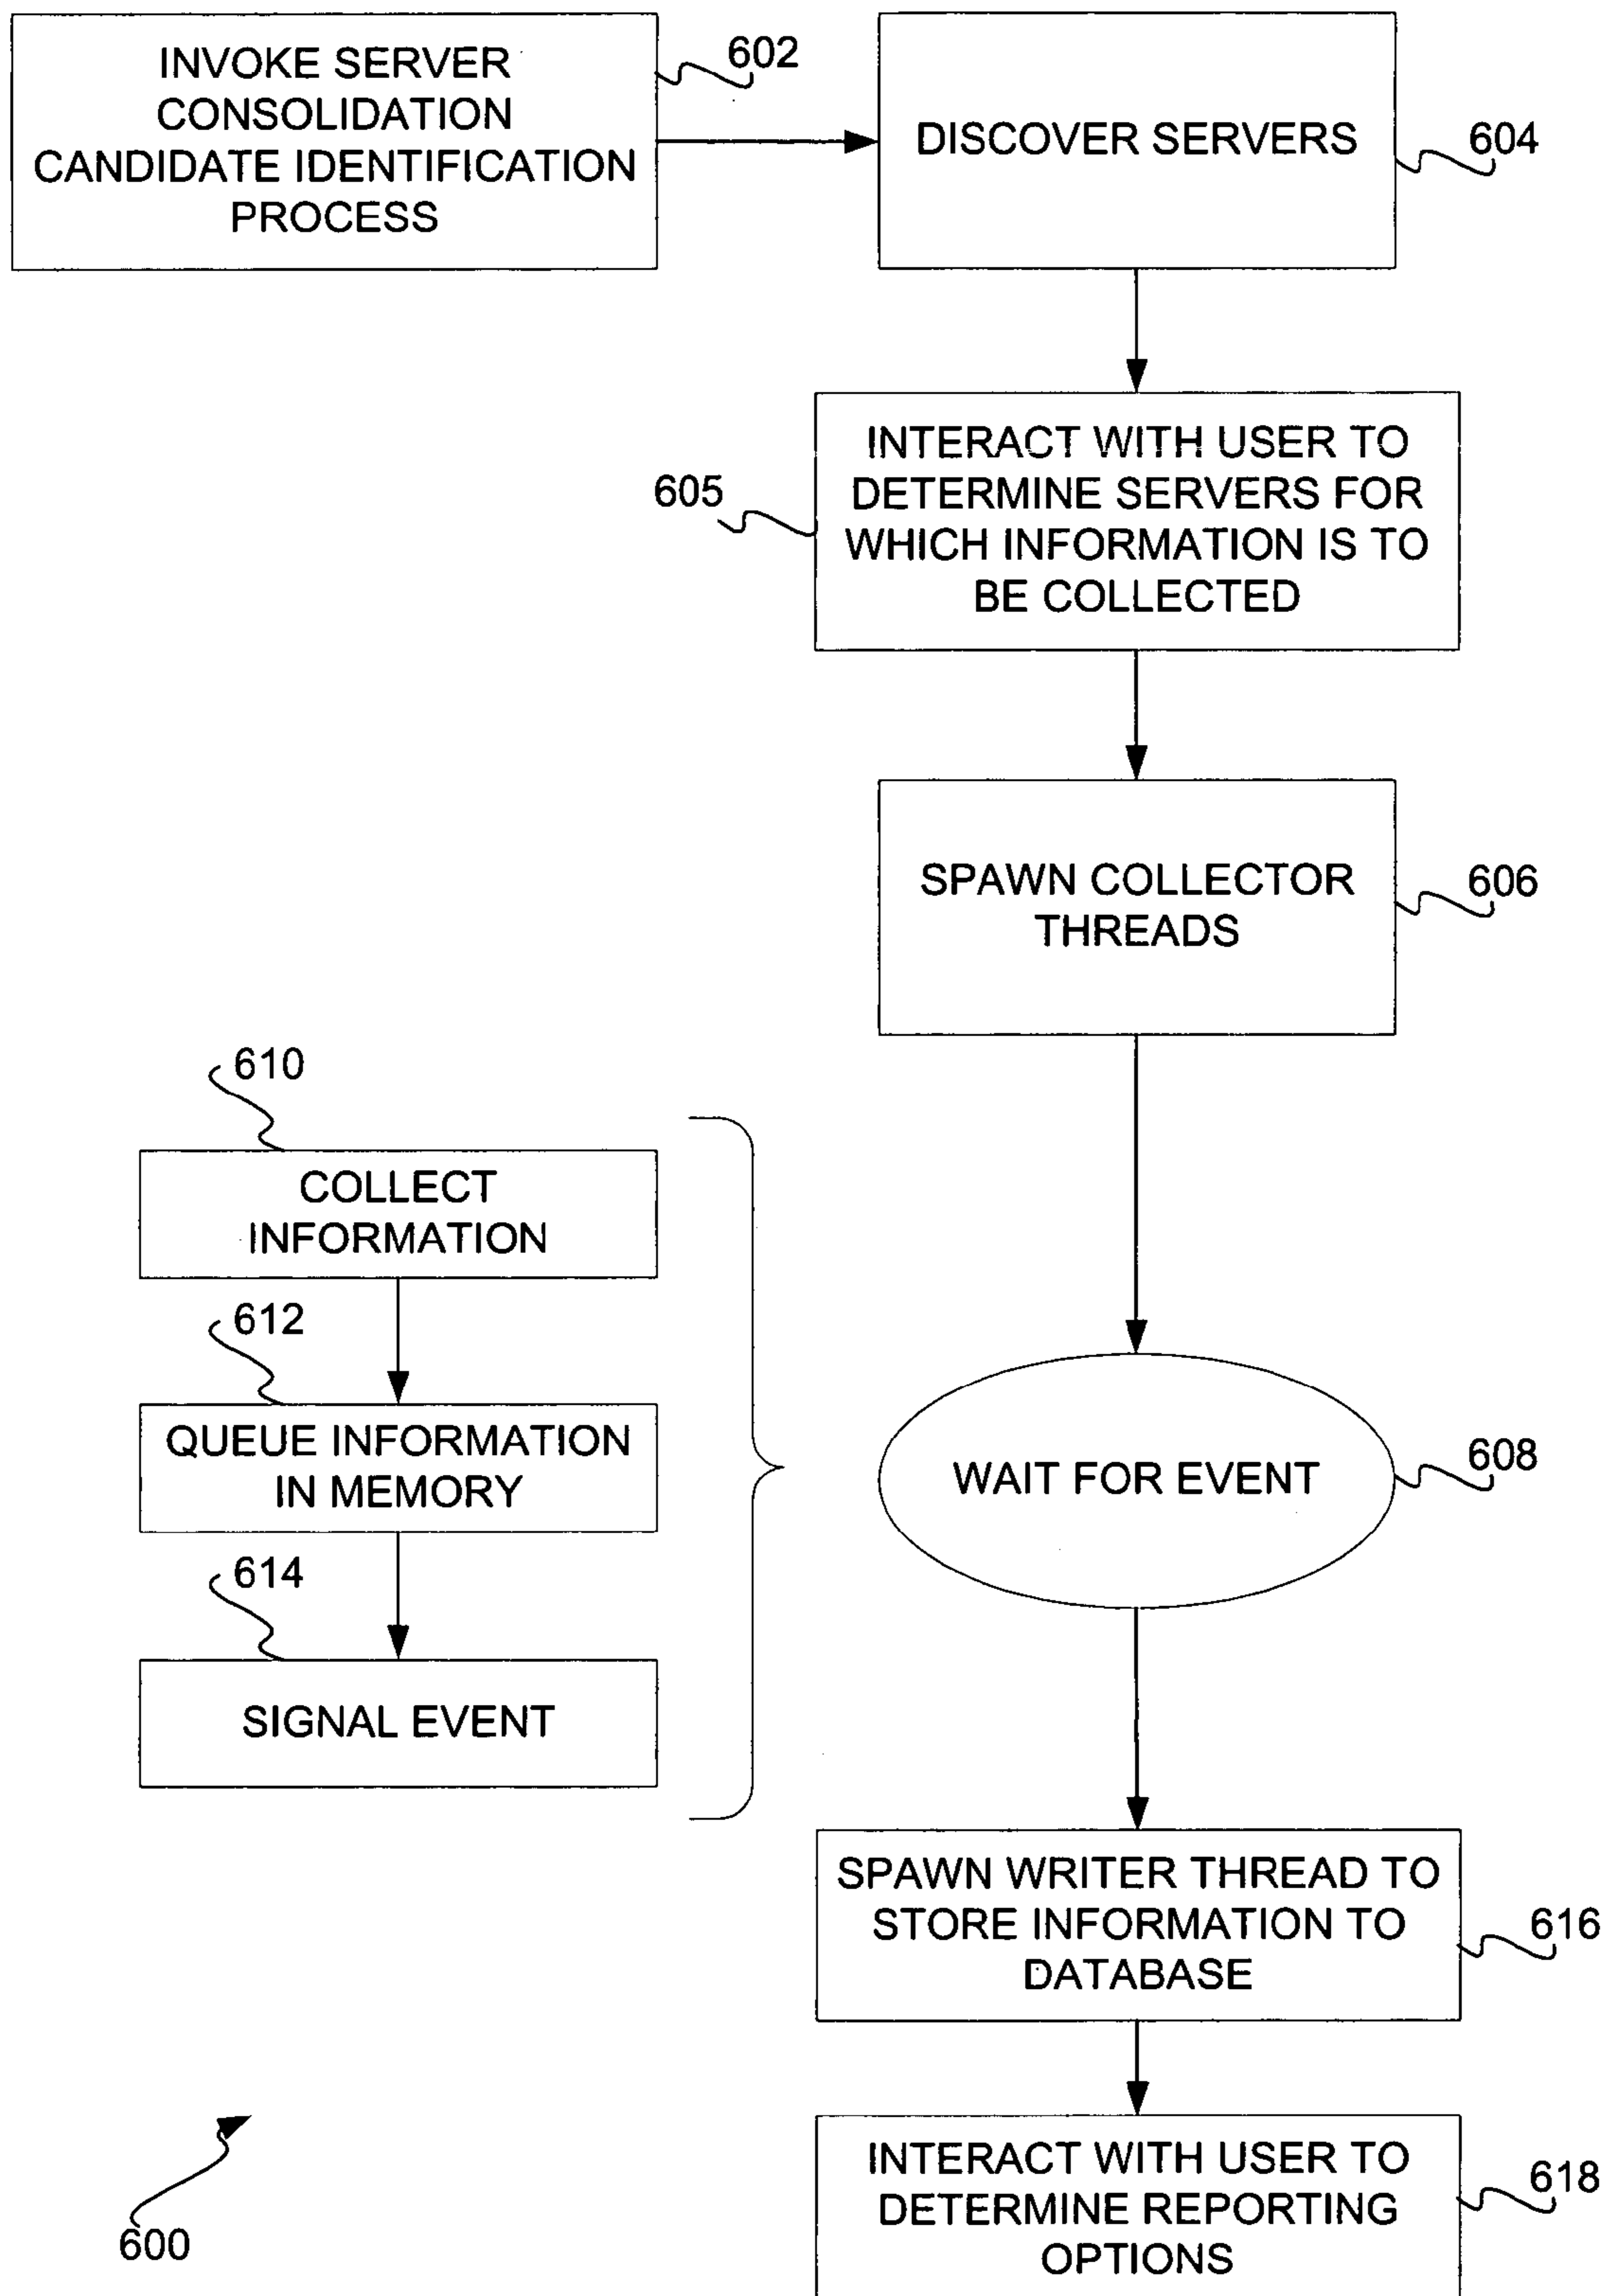 INVOKE SERVER
CONSOLIDATION
CANDIDATE IDENTIFICATION
PROCESS
602
DISCOVER SERVERS
604
INTERACT WITH USER TO
DETERMINE SERVERS FOR
WHICH INFORMATION IS TO
BE COLLECTED
605
SPAWN COLLECTOR
THREADS
606
610
COLLECT
INFORMATION
612
QUEUE INFORMATION
IN MEMORY
614
SIGNAL EVENT
WAIT FOR EVENT
608
SPAWN WRITER THREAD TO
STORE INFORMATION TO
DATABASE
616
INTERACT WITH USER TO
DETERMINE REPORTING
OPTIONS
618
600